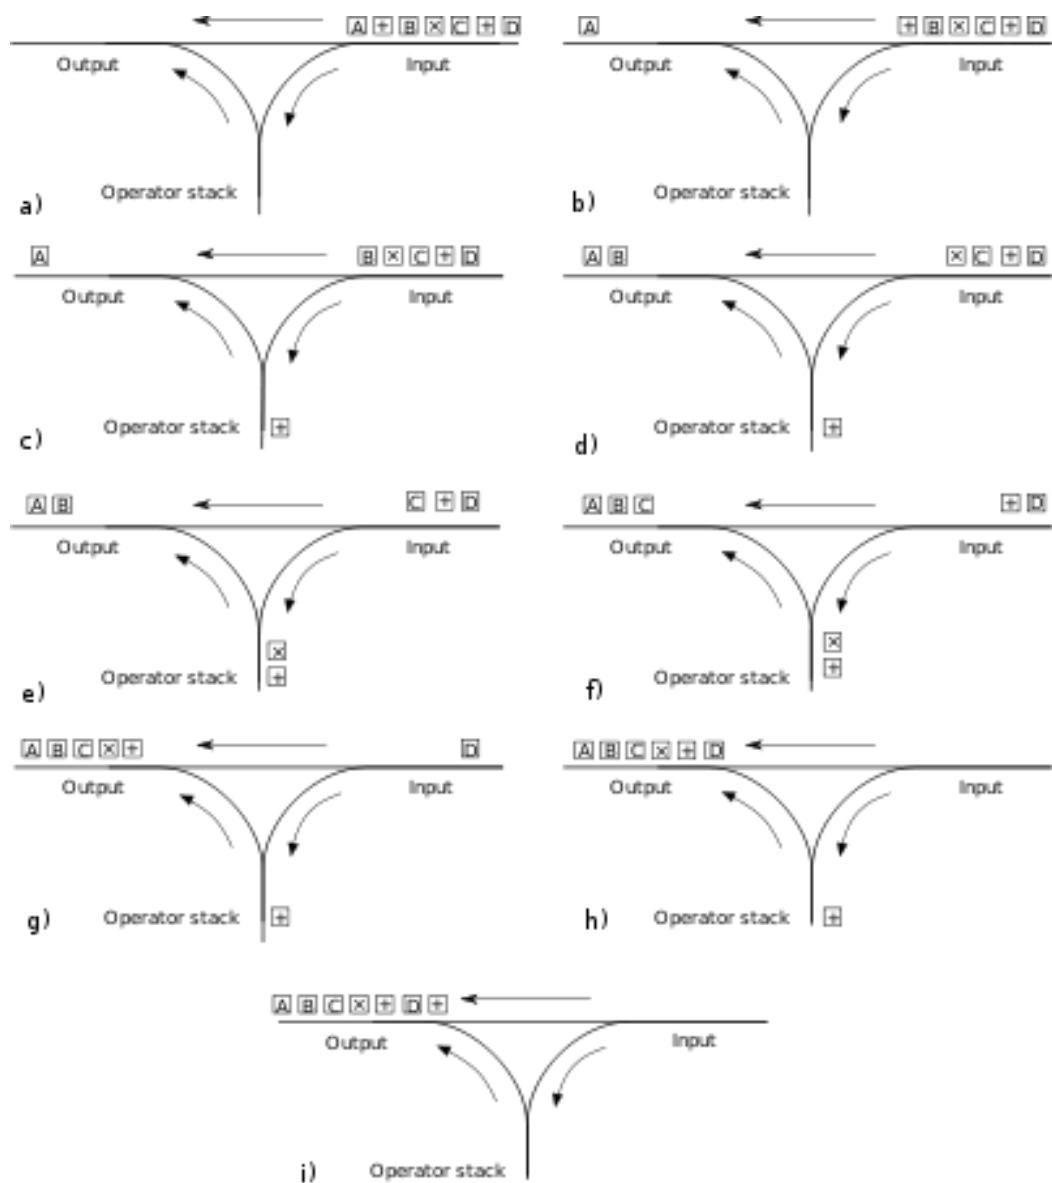 A + B × C + D
A + B × C + D
Output Input
Output Input
Operator stack
a)
Operator stack
b)
A B × C + D
A B × C + D
Output Input
Output Input
Operator stack +
c)
Operator stack +
d)
A B C + D
A B C + D
Output Input
Output Input
×
Operator stack +
e)
×
Operator stack +
f)
A B C × + D
A B C × + D
Output Input
Output Input
Operator stack +
g)
Operator stack +
h)
A B C × + D +
Output Input
Operator stack
i)